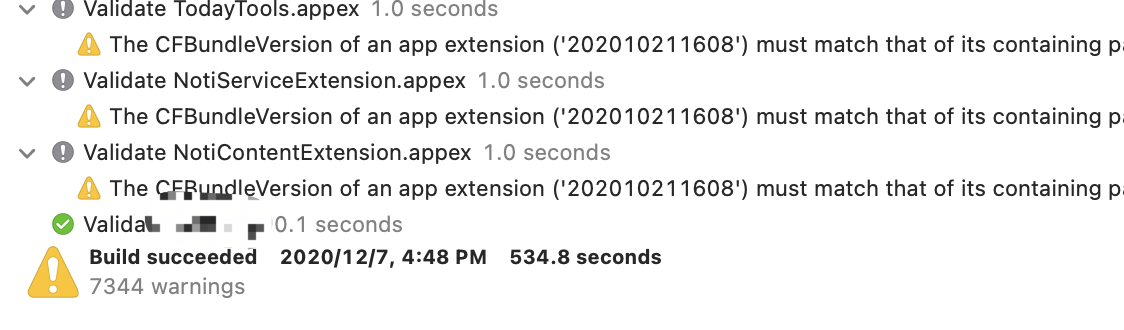 Validate TodayTools.appex 1.0 seconds
The CFBundleVersion of an app extension ('202010211608') must match that of its containing pa
Validate NotiServiceExtension.appex 1.0 seconds
The CFBundleVersion of an app extension ('202010211608') must match that of its containing pa
Validate NotiContentExtension.appex 1.0 seconds
The CFBundleVersion of an app extension ('202010211608') must match that of its containing pa
Valida 0.1 seconds
Build succeeded 2020/12/7, 4:48 PM 534.8 seconds
7344 warnings